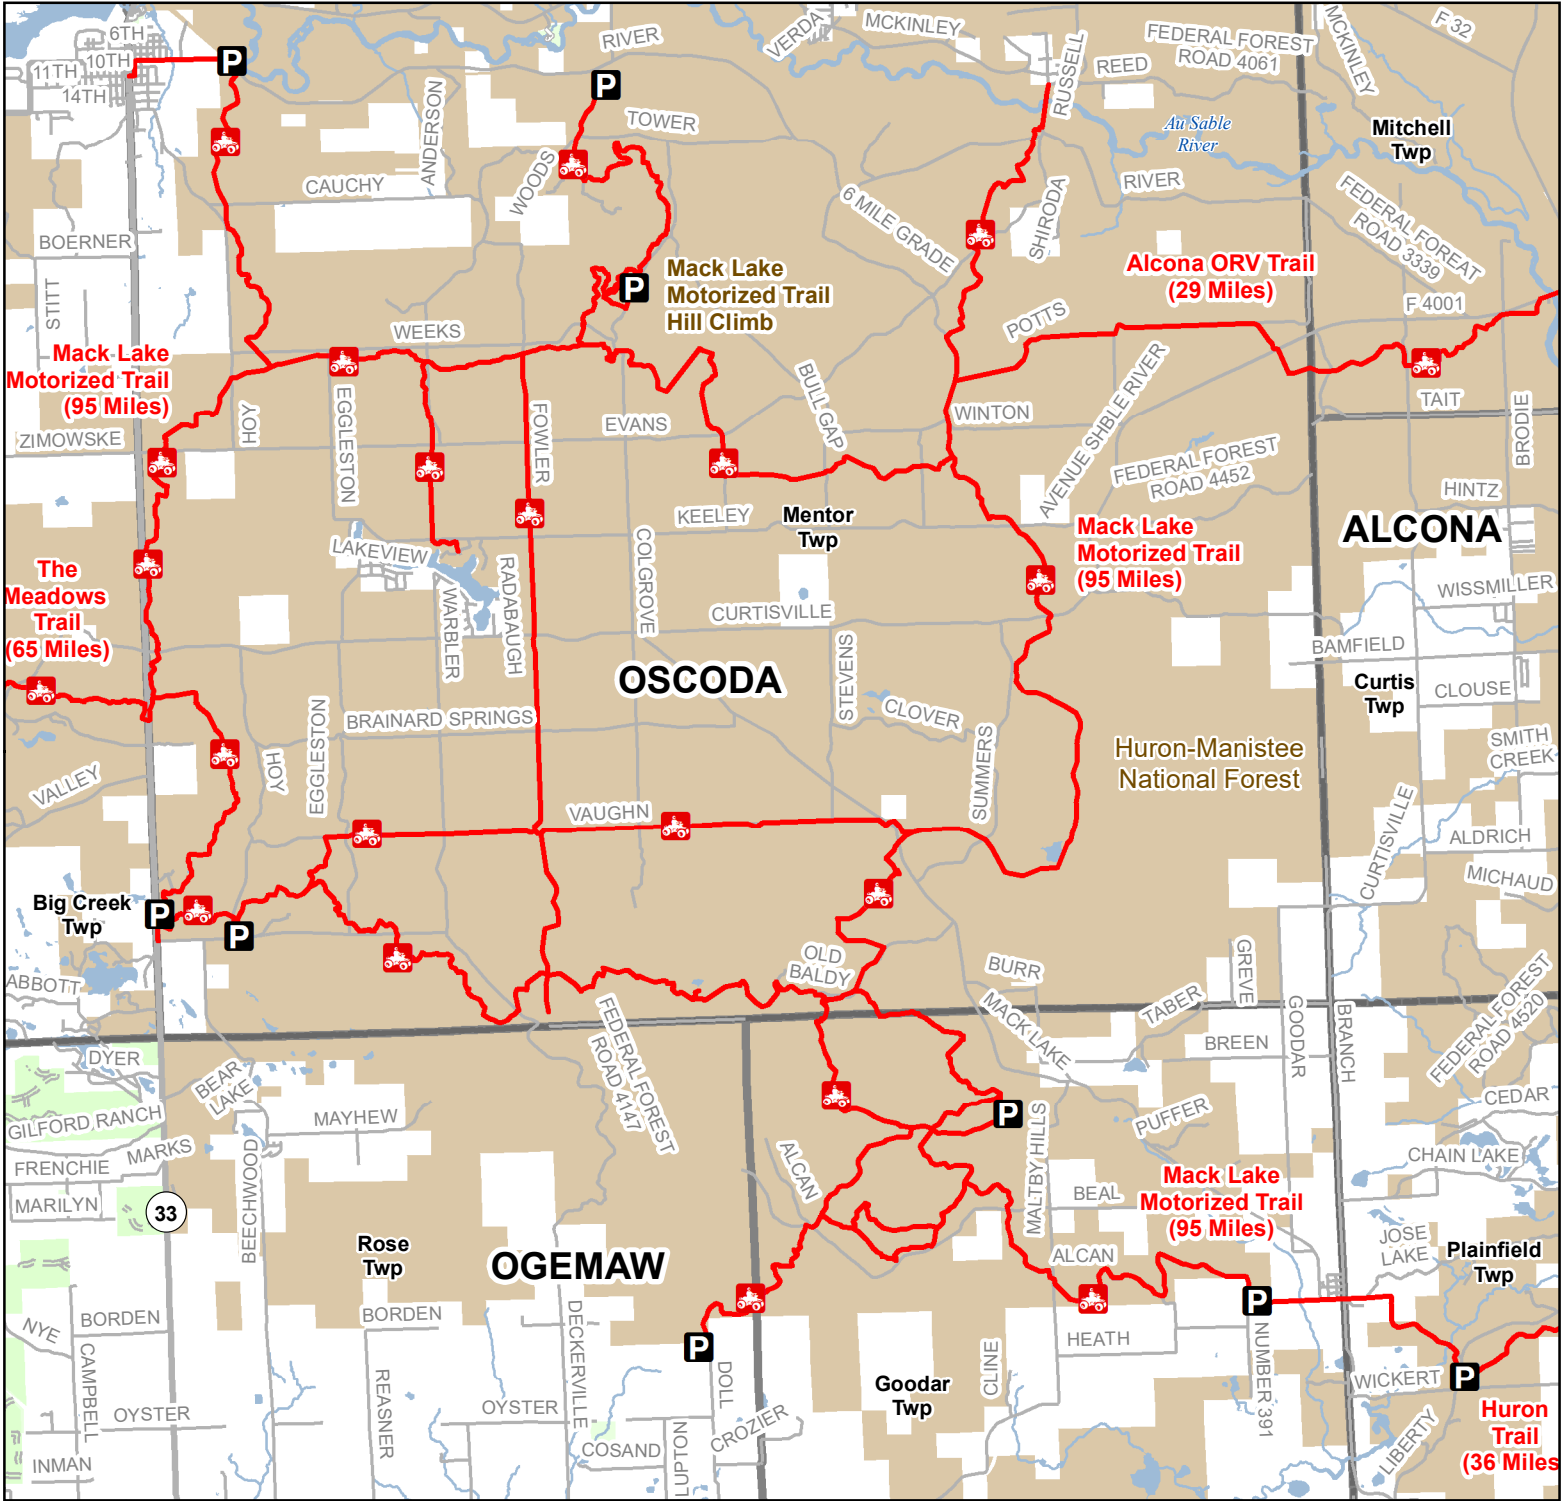 6TH
10TH
11TH
14TH
P
P
RIVER
VERDA
MCKINLEY
RUSSELL
REED
FEDERAL FOREST
ROAD 4061
MCKINLEY
F 32
TOWER
ANDERSON
CAUCHY
WOODS
Au Sable
River
Mitchell
Twp
RIVER
6 MILE GRADE
SHIRODA
FEDERAL FOREAT
ROAD 3339
BOERNER
STITT
P
Mack Lake
Motorized Trail
Hill Climb
Alcona ORV Trail
(29 Miles)
F 4001
POTTS
WEEKS
Mack Lake
Motorized Trail
(95 Miles)
HOY
EGGLESTON
FOWLER
EVANS
BULL GAP
WINTON
AVENUE SHBLE RIVER
TAIT
BRODIE
ZIMOWSKE
FEDERAL FOREST
ROAD 4452
HINTZ
KEELEY
Mentor
Twp
Mack Lake
Motorized Trail
(95 Miles)
ALCONA
LAKEVIEW
RADABAUGH
COLGROVE
WARBLER
The
Meadows
Trail
(65 Miles)
CURTISVILLE
WISSMILLER
BAMFIELD
OSCODA
STEVENS
Curtis
Twp
CLOUSE
BRAINARD SPRINGS
CLOVER
SUMMERS
Huron-Manistee
National Forest
SMITH
CREEK
VALLEY
HOY
EGGLESTON
VAUGHN
CURTISVILLE
ALDRICH
MICHAUD
Big Creek
Twp
P
P
OLD
BALDY
BURR
MACK LAKE
TABER
GREVE
GOODAR
BRANCH
FEDERAL FOREST
ROAD 4520
ABBOTT
FEDERAL FOREST
ROAD 4147
BREEN
DYER
BEAR
LAKE
MAYHEW
GILFORD RANCH
MARKS
FRENCHIE
MARILYN
BEECHWOOD
33
P
MALTBY HILLS
PUFFER
CEDAR
CHAIN LAKE
ALCAN
BEAL
Mack Lake
Motorized Trail
(95 Miles)
Rose
Twp
OGEMAW
ALCAN
JOSE
LAKE
Plainfield
Twp
P
NYE
BORDEN
BORDEN
DECKERVILLE
CAMPBELL
REASNER
P
DOLL
HEATH
NUMBER 391
CLINE
WICKERT
P
Goodar
Twp
OYSTER
OYSTER
COSAND
LUPTON
CROZIER
LIBERTY
Huron
Trail
(36 Miles
INMAN